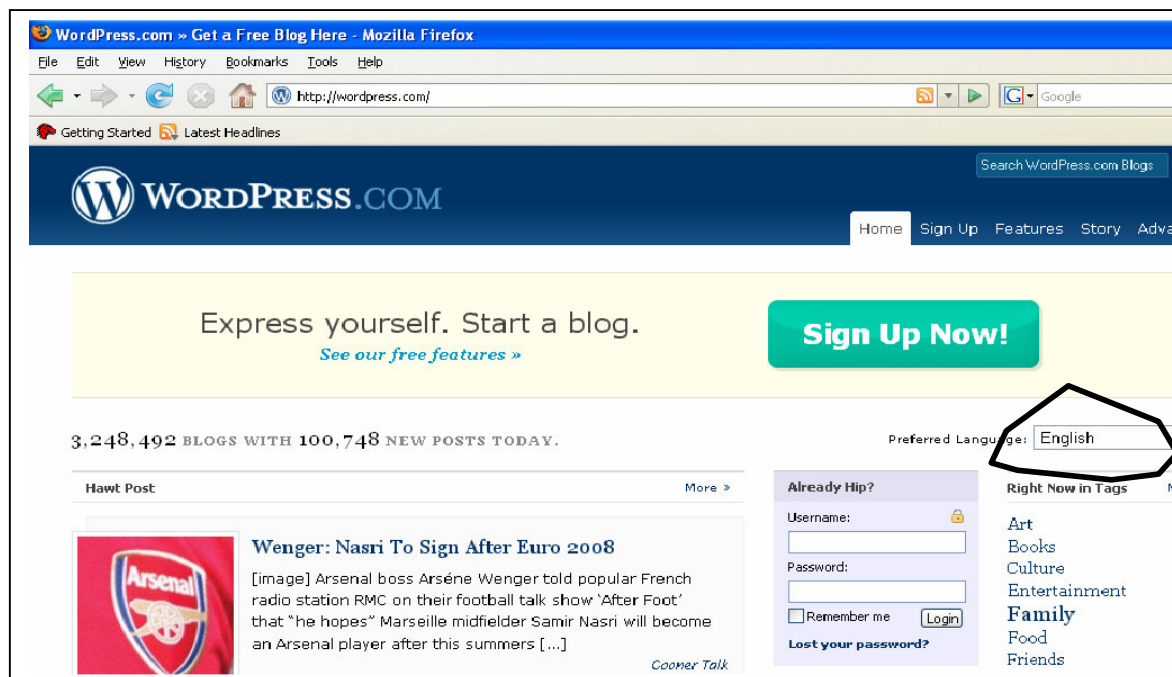 WordPress.com » Get a Free Blog Here - Mozilla Firefox
File Edit View History Bookmarks Tools Help
http://wordpress.com/
G Google
Getting Started Latest Headlines
Search WordPress.com Blogs
W WORDPRESS.COM
Home Sign Up Features Story Adva
Express yourself. Start a blog.
See our free features »
Sign Up Now!
3,248,492 BLOGS WITH 100,748 NEW POSTS TODAY.
Preferred Language: English
Hawt Post More »
Arsenal
Wenger: Nasri To Sign After Euro 2008
[image] Arsenal boss Arséne Wenger told popular French
radio station RMC on their football talk show 'After Foot'
that "he hopes" Marseille midfielder Samir Nasri will become
an Arsenal player after this summers [...]
Gooner Talk
Already Hip?
Username:
Password:
Remember me Login
Lost your password?
Right Now in Tags
Art
Books
Culture
Entertainment
Family
Food
Friends